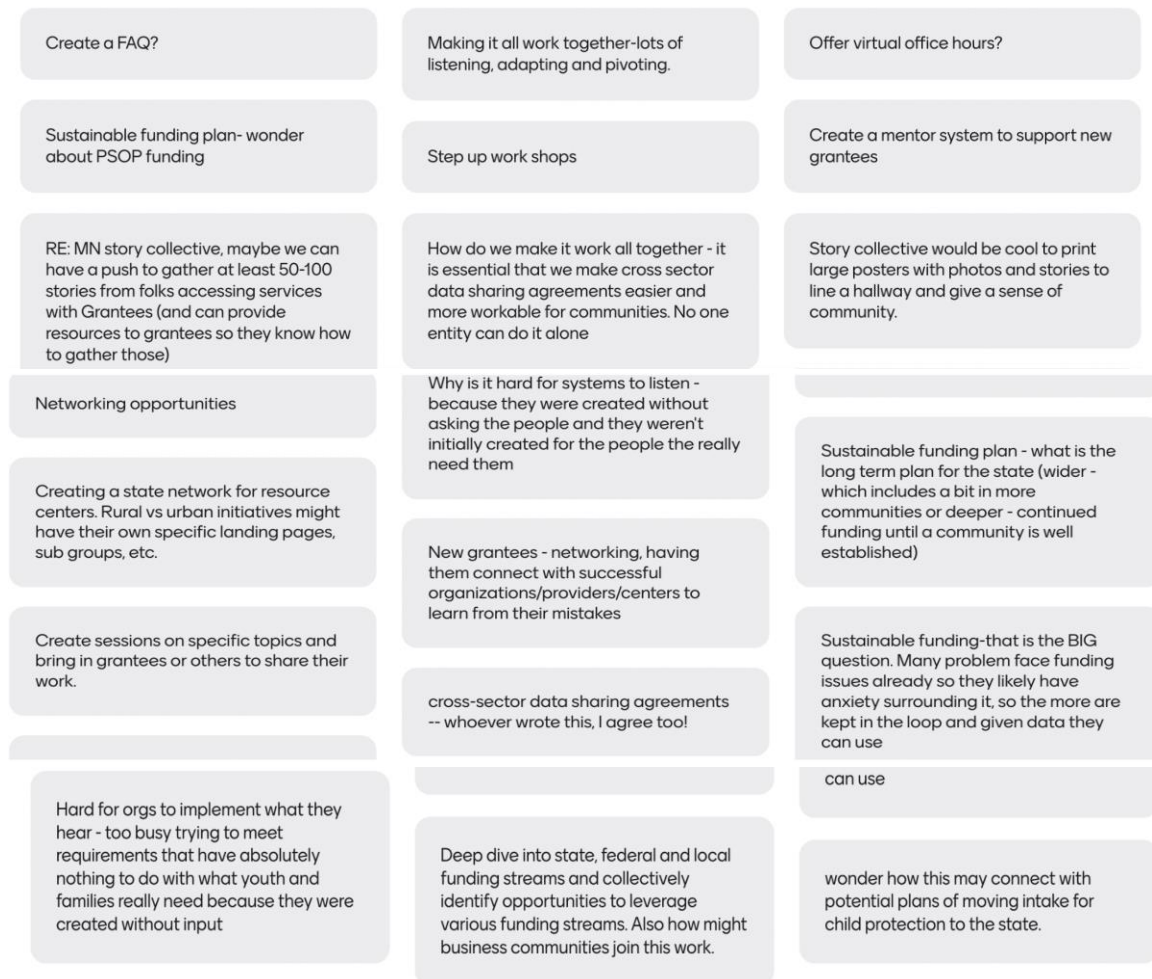 Create a FAQ?
Making it all work together-lots of
listening, adapting and pivoting.
Offer virtual office hours?
Sustainable funding plan- wonder
about PSOP funding
Step up work shops
Create a mentor system to support new
grantees
RE: MN story collective, maybe we can
have a push to gather at least 50-100
stories from folks accessing services
with Grantees (and can provide
resources to grantees so they know how
to gather those)
How do we make it work all together - it
is essential that we make cross sector
data sharing agreements easier and
more workable for communities. No one
entity can do it alone
Story collective would be cool to print
large posters with photos and stories to
line a hallway and give a sense of
community.
Networking opportunities
Why is it hard for systems to listen -
because they were created without
asking the people and they weren't
initially created for the people the really
need them
Sustainable funding plan - what is the
long term plan for the state (wider -
which includes a bit in more
communities or deeper - continued
funding until a community is well
established)
Creating a state network for resource
centers. Rural vs urban initiatives might
have their own specific landing pages,
sub groups, etc.
New grantees - networking, having
them connect with successful
organizations/providers/centers to
learn from their mistakes
Create sessions on specific topics and
bring in grantees or others to share their
work.
cross-sector data sharing agreements
-- whoever wrote this, I agree too!
Sustainable funding-that is the BIG
question. Many problem face funding
issues already so they likely have
anxiety surrounding it, so the more are
kept in the loop and given data they
can use
can use
Hard for orgs to implement what they
hear - too busy trying to meet
requirements that have absolutely
nothing to do with what youth and
families really need because they were
created without input
Deep dive into state, federal and local
funding streams and collectively
identify opportunities to leverage
various funding streams. Also how might
business communities join this work.
wonder how this may connect with
potential plans of moving intake for
child protection to the state.